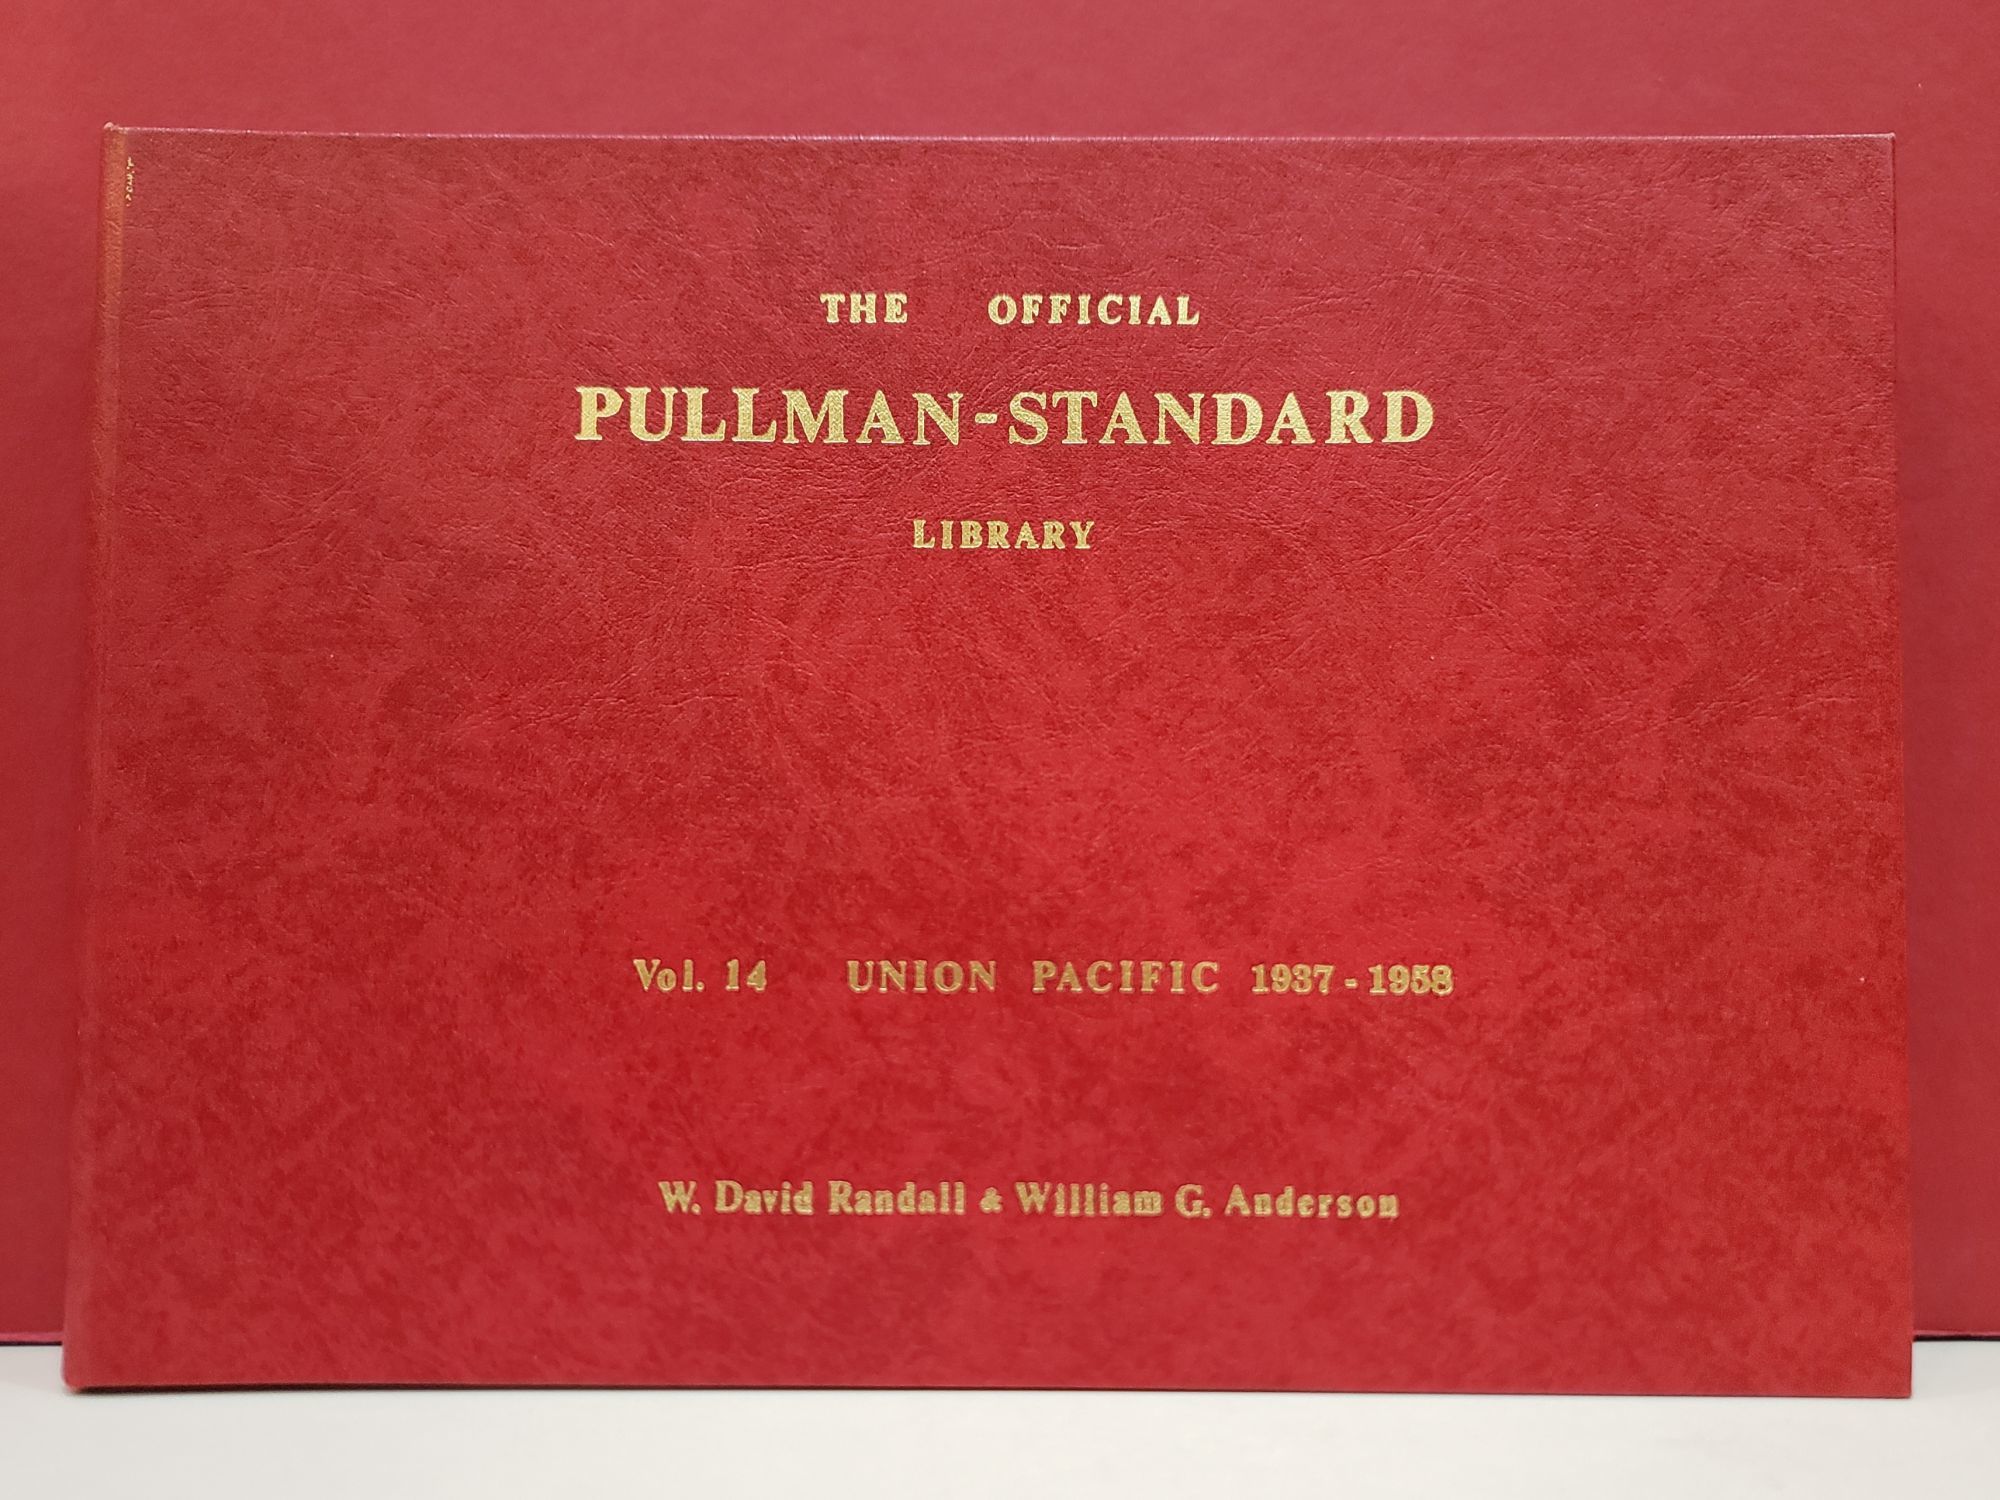 THE OFFICIAL
PULLMAN-STANDARD
LIBRARY
Vol. 14 UNION PACIFIC 1937 - 1958
W. David Randall & William G. Anderson